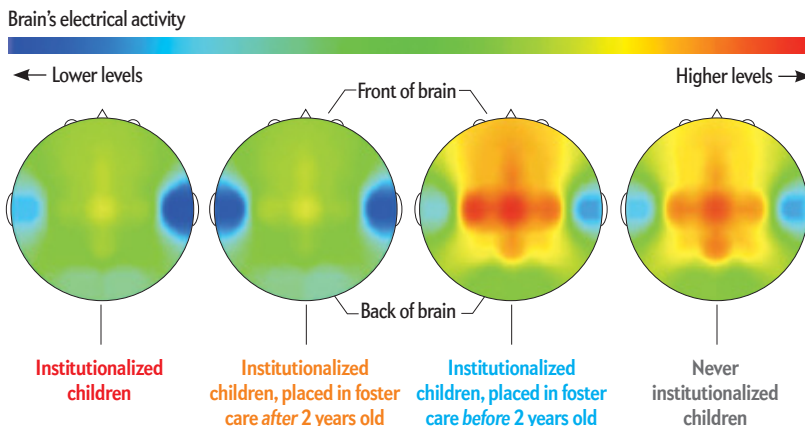 Brain's electrical activity
Lower levels
Higher levels
Front of brain
Back of brain
Institutionalized
children
Institutionalized
children, placed in foster
care after 2 years old
Institutionalized
children, placed in foster
care before 2 years old
Never
institutionalized
children